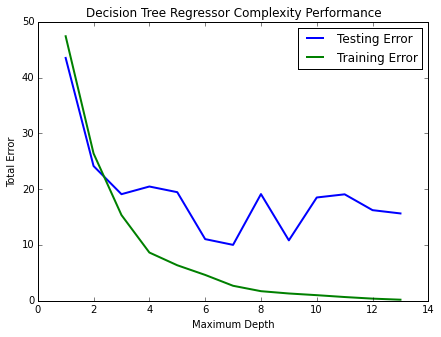 Decision Tree Regressor Complexity Performance
Testing Error
Training Error
Total Error
50
40
30
20
10
0
0 2 4 6 8 10 12 14
Maximum Depth